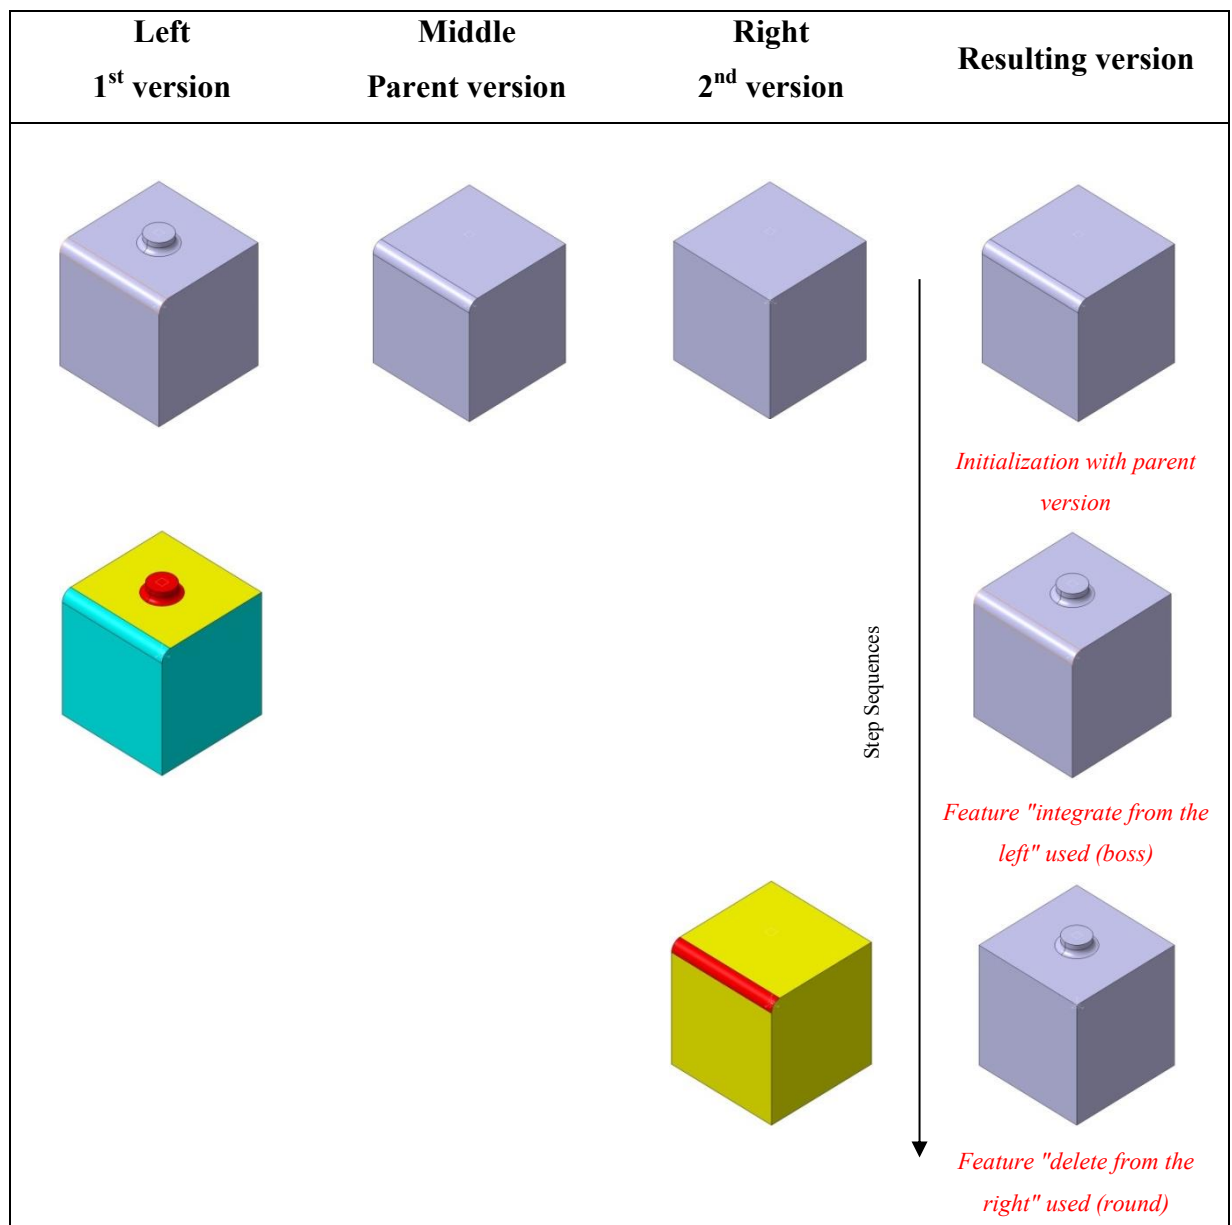 Left
1st version
Middle
Parent version
Right
2nd version
Resulting version
Initialization with parent
version
Step Sequences
Feature "integrate from the
left" used (boss)
Feature "delete from the
right" used (round)